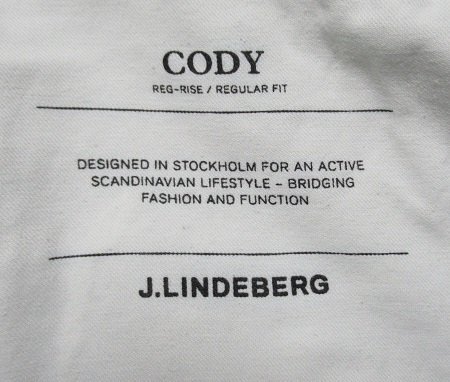 CODY
REG-RISE / REGULAR FIT
DESIGNED IN STOCKHOLM FOR AN ACTIVE
SCANDINAVIAN LIFESTYLE – BRIDGING
FASHION AND FUNCTION
J.LINDEBERG